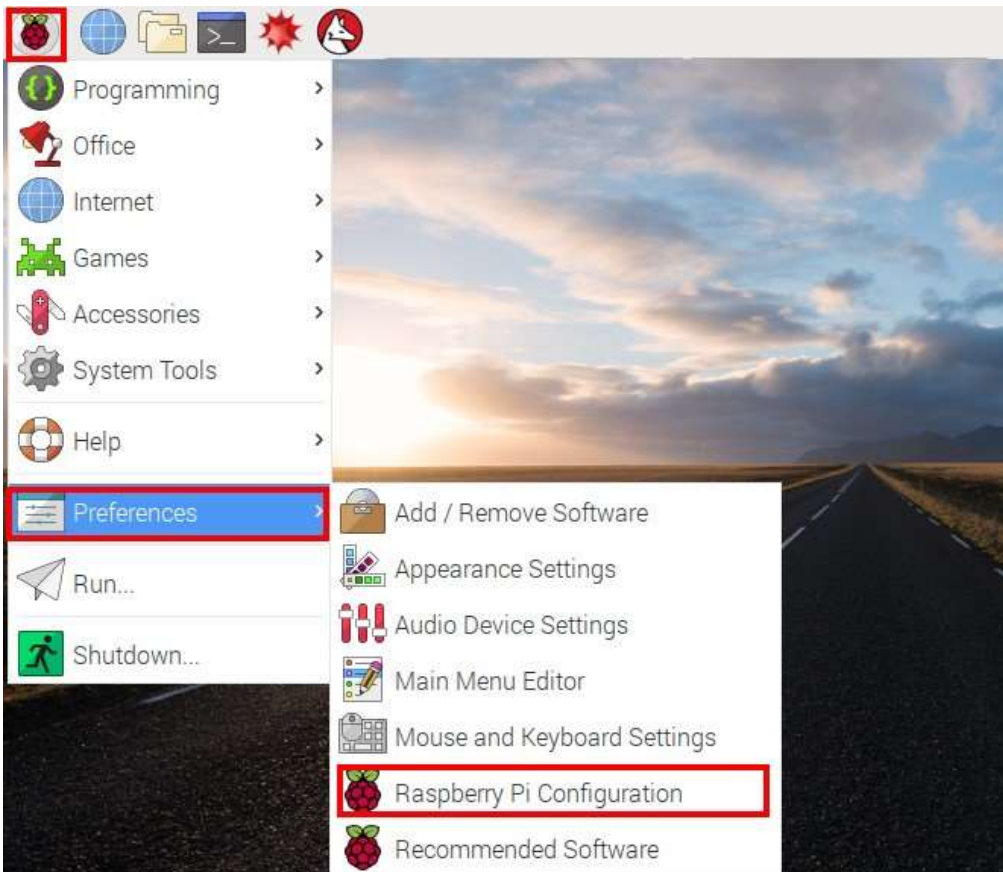 Programming
Office
Internet
Games
Accessories
System Tools
Help
Preferences
Run...
Shutdown...
Add / Remove Software
Appearance Settings
Audio Device Settings
Main Menu Editor
Mouse and Keyboard Settings
Raspberry Pi Configuration
Recommended Software